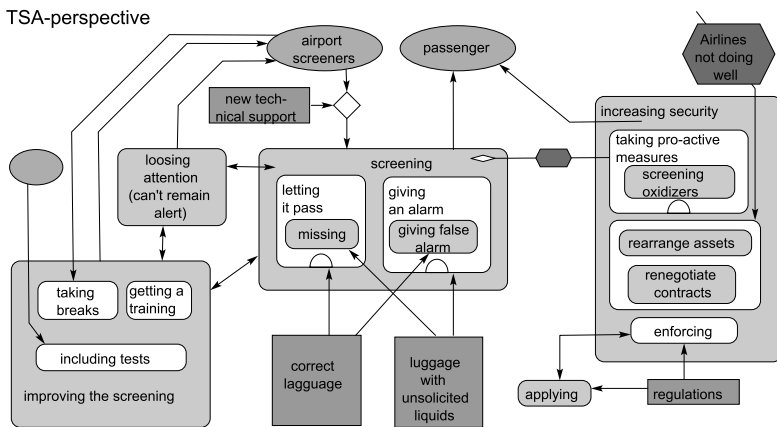 TSA-perspective
airport
screeners
passenger
Airlines
not doing
well
new tech-
nical support
increasing security
taking pro-active
measures
screening
oxidizers
loosing
attention
(can't remain
alert)
screening
letting
it pass
missing
giving
an alarm
giving false
alarm
rearrange assets
renegotiate
contracts
taking
breaks
getting a
training
including tests
improving the screening
enforcing
correct
lagguage
luggage
with
unsolicited
liquids
applying
regulations